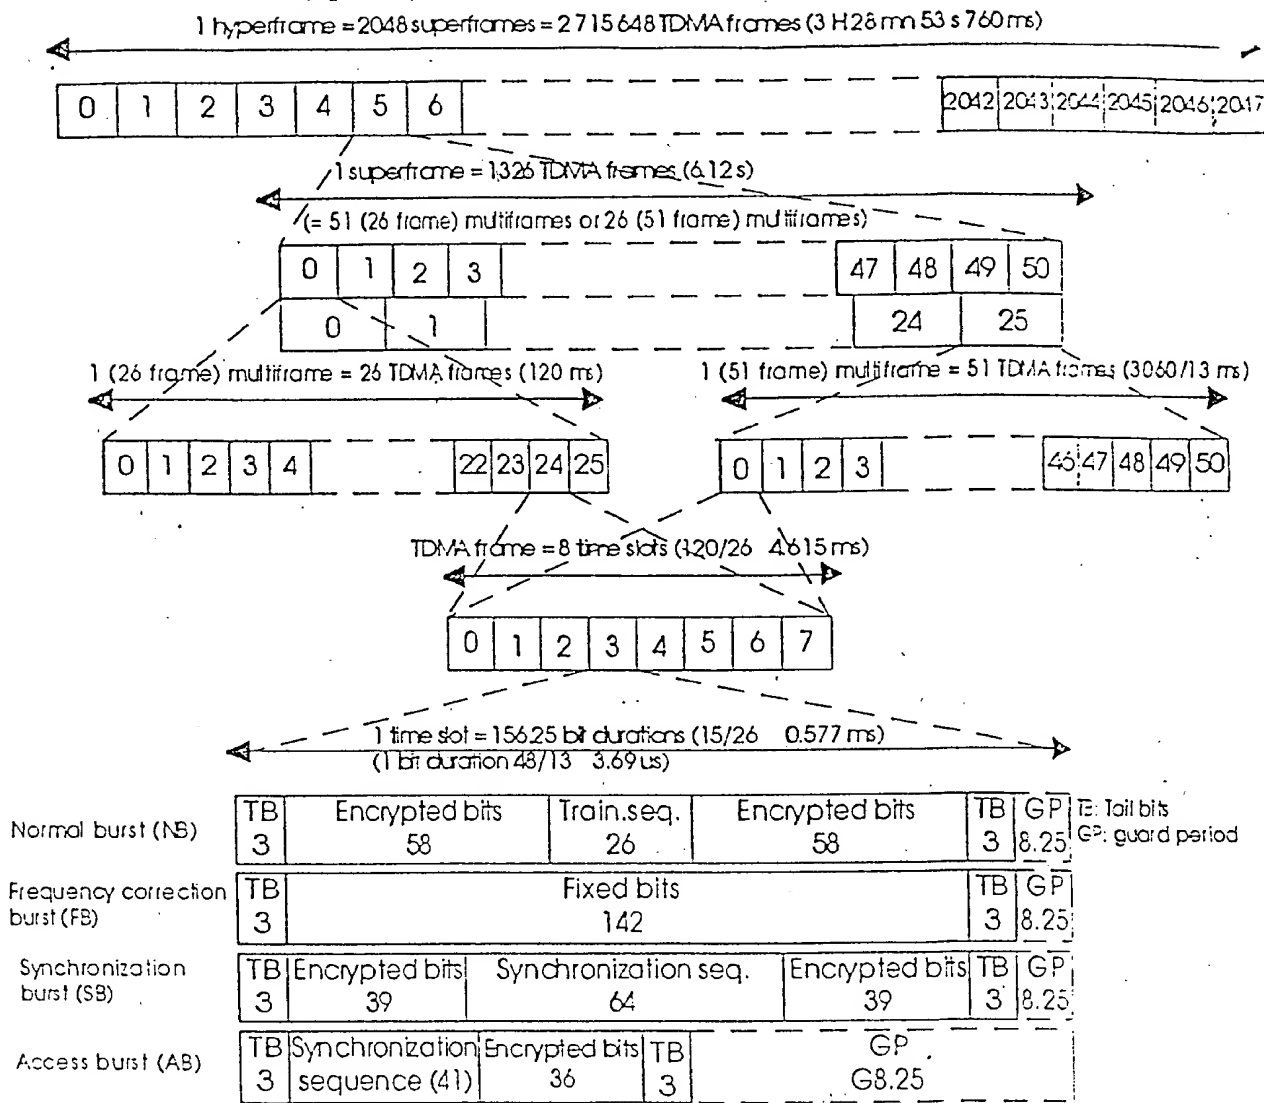 1 hyperframe = 2048 superframes = 2 715 648 TDMA frames (3 H 28 mn 53 s 760 ms)
0 1 2 3 4 5 6 2042 2043 2044 2045 2046 2047
1 superframe = 1326 TDMA frames (6.12 s)
(= 51 (26 frame) multiframes or 26 (51 frame) multiframes)
0 1 2 3 47 48 49 50
0 1 24 25
1 (26 frame) multiframe = 26 TDMA frames (120 ms)
1 (51 frame) multiframe = 51 TDMA frames (3060/13 ms)
0 1 2 3 4 22 23 24 25
0 1 2 3 46 47 48 49 50
TDMA frame = 8 time slots (120/26 4.615 ms)
0 1 2 3 4 5 6 7
1 time slot = 156.25 bit durations (15/26 0.577 ms)
(1 bit duration 48/13 3.69 us)
Normal burst (NB)
TB Encrypted bits Train.seq. Encrypted bits TB GP
3 58 26 58 3 8.25
TB: Tail bits
GP: guard period
Frequency correction
burst (FB)
TB Fixed bits TB GP
3 142 3 8.25
Synchronization
burst (SB)
TB Encrypted bits Synchronization seq. Encrypted bits TB GP
3 39 64 39 3 8.25
Access burst (AB)
TB Synchronization Encrypted bits TB GP
3 sequence (41) 36 3 G8.25